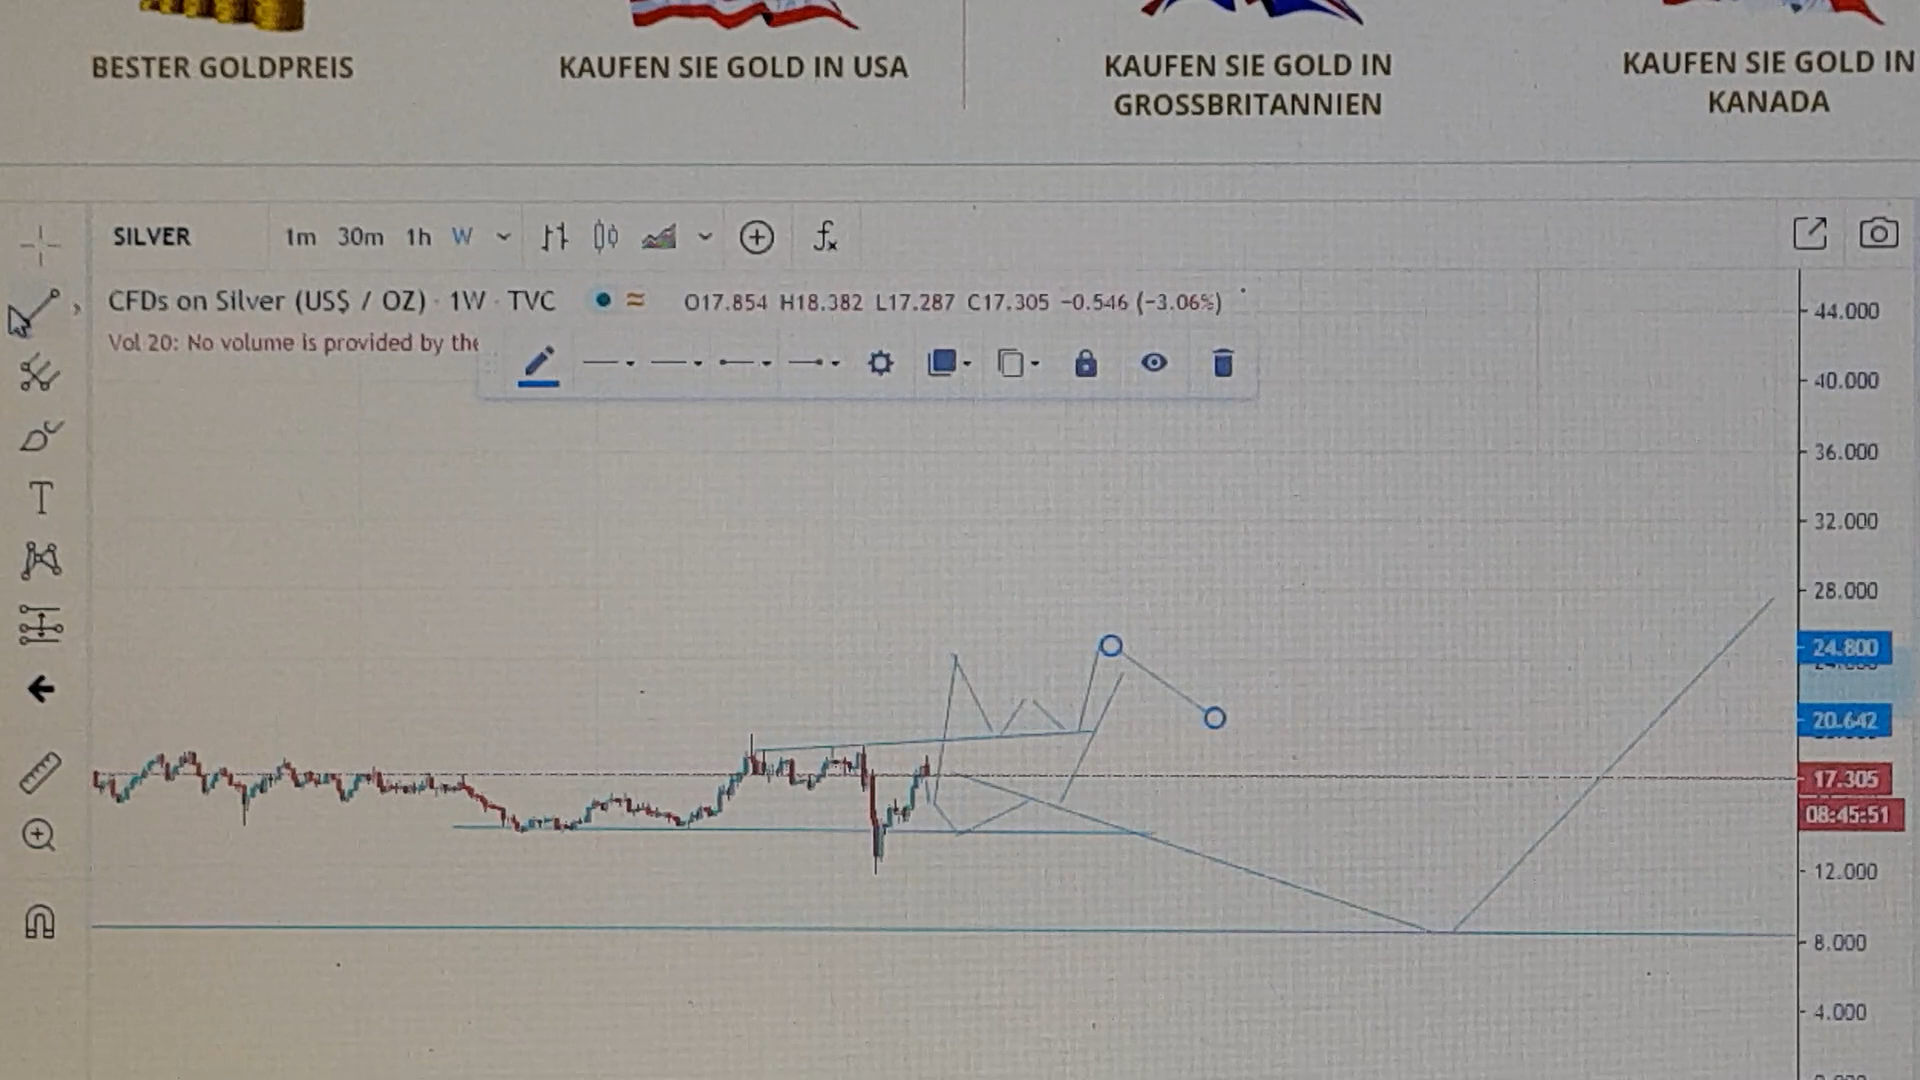 BESTER GOLDPREIS
KAUFEN SIE GOLD IN USA
KAUFEN SIE GOLD IN
GROSSBRITANNIEN
KAUFEN SIE GOLD IN
KANADA
SILVER 1m 30m 1h W
CFDs on Silver (US$ / OZ) · 1W · TVC O17.854 H18.382 L17.287 C17.305 −0.546 (−3.06%)
Vol 20: No volume is provided by the
44.000
40.000
36.000
32.000
28.000
24.800
20.642
17.305
08:45:51
12.000
8.000
4.000